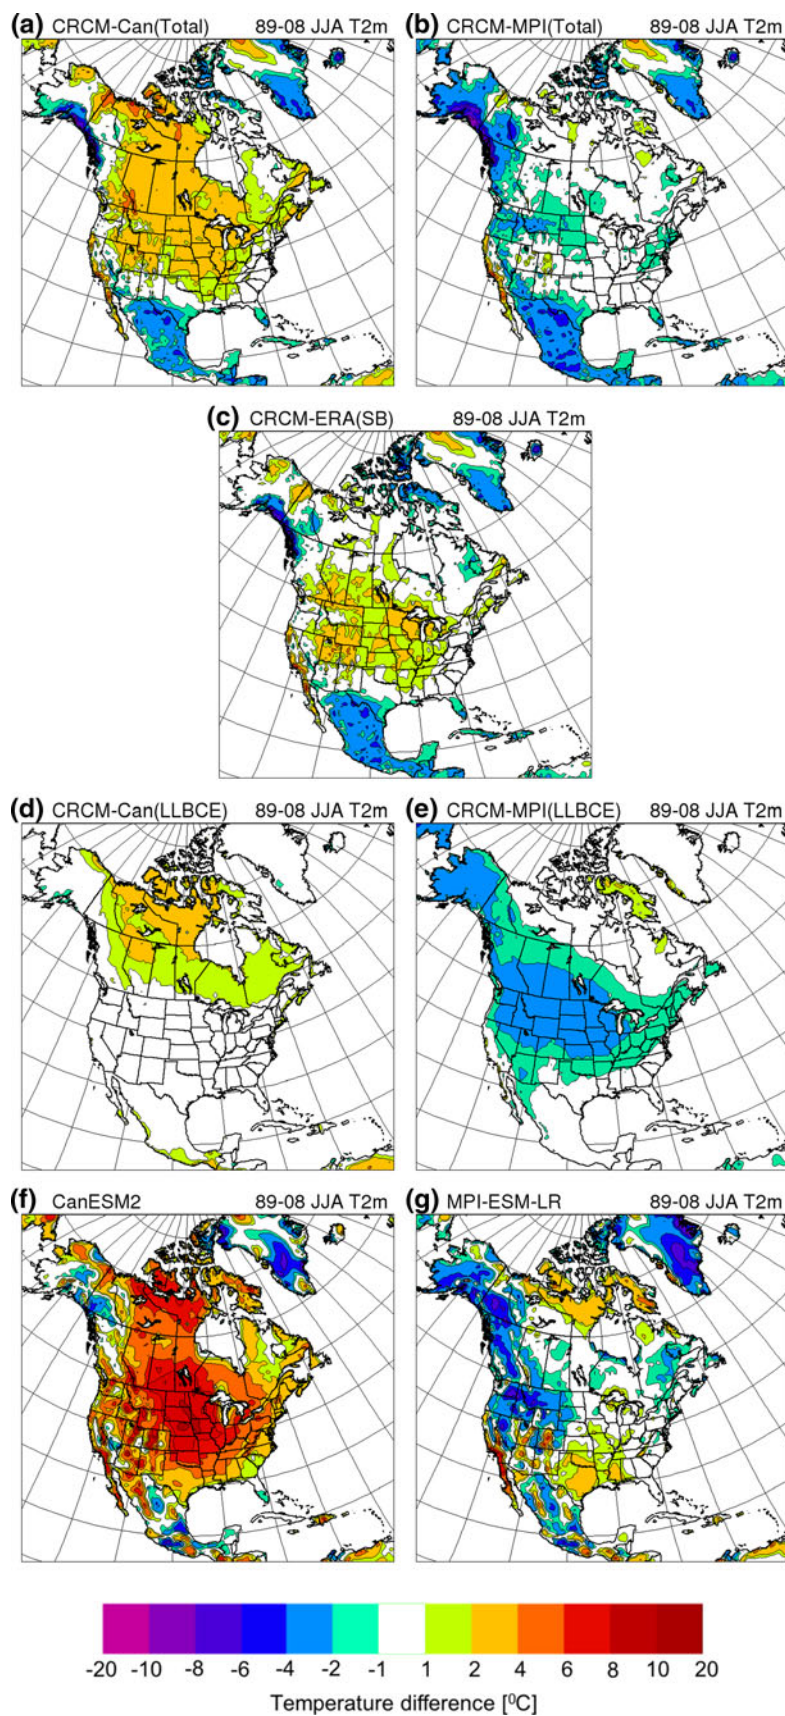 (a) CRCM-Can(Total) 89-08 JJA T2m
(b) CRCM-MPI(Total) 89-08 JJA T2m
(c) CRCM-ERA(SB) 89-08 JJA T2m
(d) CRCM-Can(LLBCE) 89-08 JJA T2m
(e) CRCM-MPI(LLBCE) 89-08 JJA T2m
(f) CanESM2 89-08 JJA T2m
(g) MPI-ESM-LR 89-08 JJA T2m
-20 -10 -8 -6 -4 -2 -1 1 2 4 6 8 10 20
Temperature difference [⁰C]